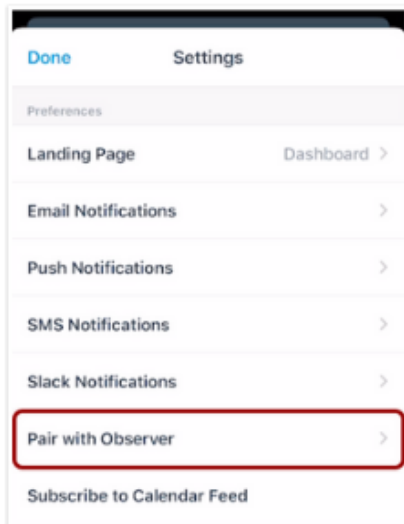 Done Settings
Preferences
Landing Page Dashboard >
Email Notifications >
Push Notifications >
SMS Notifications >
Slack Notifications >
Pair with Observer >
Subscribe to Calendar Feed